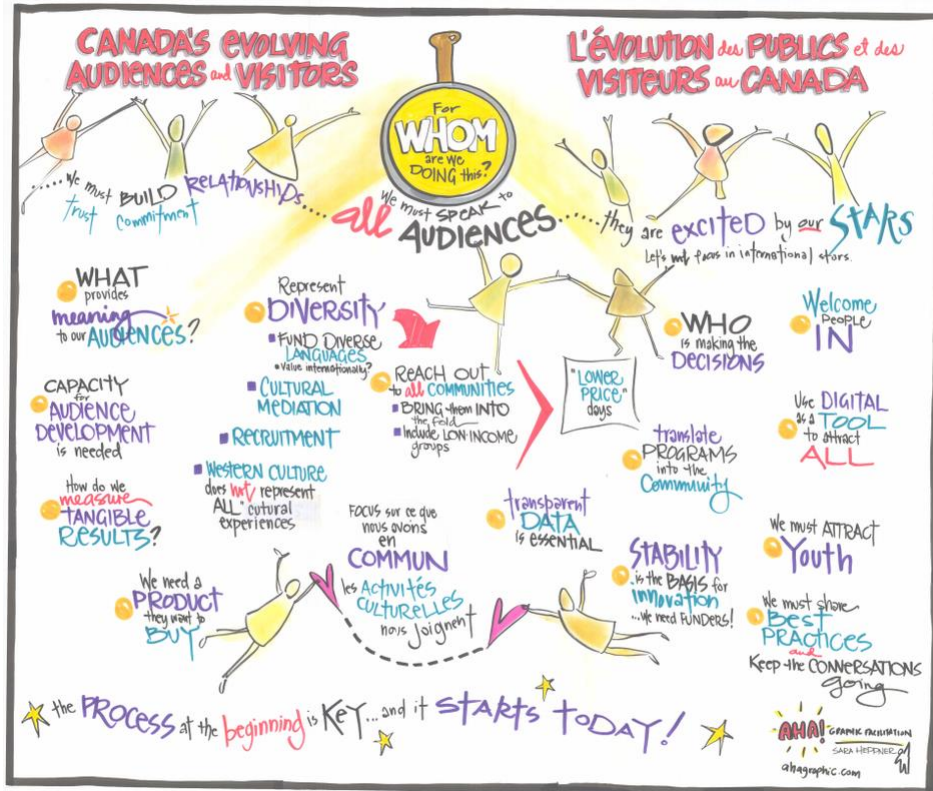 CANADA'S EVOLVING
AUDIENCES and VISITORS
For
WHOM
are we
DOING this?
L'ÉVOLUTION des PUBLICS et des
VISITEURS au CANADA
.....We must BUILD RELATIONSHIPS....
trust commitment
We must SPEAK to
all AUDIENCES
......they are EXCITED by our STARS
Let's not focus in international stars.
WHAT
provides
meaning
to our AUDIENCES?
CAPACITY
for
AUDIENCE
DEVELOPMENT
is needed
How do we
measure
TANGIBLE
RESULTS?
We need a
PRODUCT
they want to
BUY
Represent
DIVERSITY
FUND DIVERSE
LANGUAGES
• Value internationally?
CULTURAL
MEDIATION
RECRUITMENT
WESTERN CULTURE
does not represent
ALL" cutural
experiences
REACH OUT
to all COMMUNITIES
BRING them INTO
the fold
Include LOW-INCOME
groups
"LOWER
PRICE"
days
FOCUS sur ce que
nous avoins
en
COMMUN
les ACTIVITÉS
CULTURELLES
nous joignent
transparent
DATA
is essential
WHO
is making the
DECISIONS
translate
PROGRAMS
into the
Community
STABILITY
is the BASIS for
innovation
...We need FUNDERS!
Welcome
PEOPLE
IN
Use DIGITAL
as a TOOL
to attract
ALL
We must ATTRACT
Youth
We must share
BEST
PRACTICES
and
KEEP the CONVERSATIONS
going
the PROCESS at the beginning is KEY...and it STARTS TODAY!
AHA! GRAPHIC FACILITATION
SARA HEPPNER
ahagraphic.com